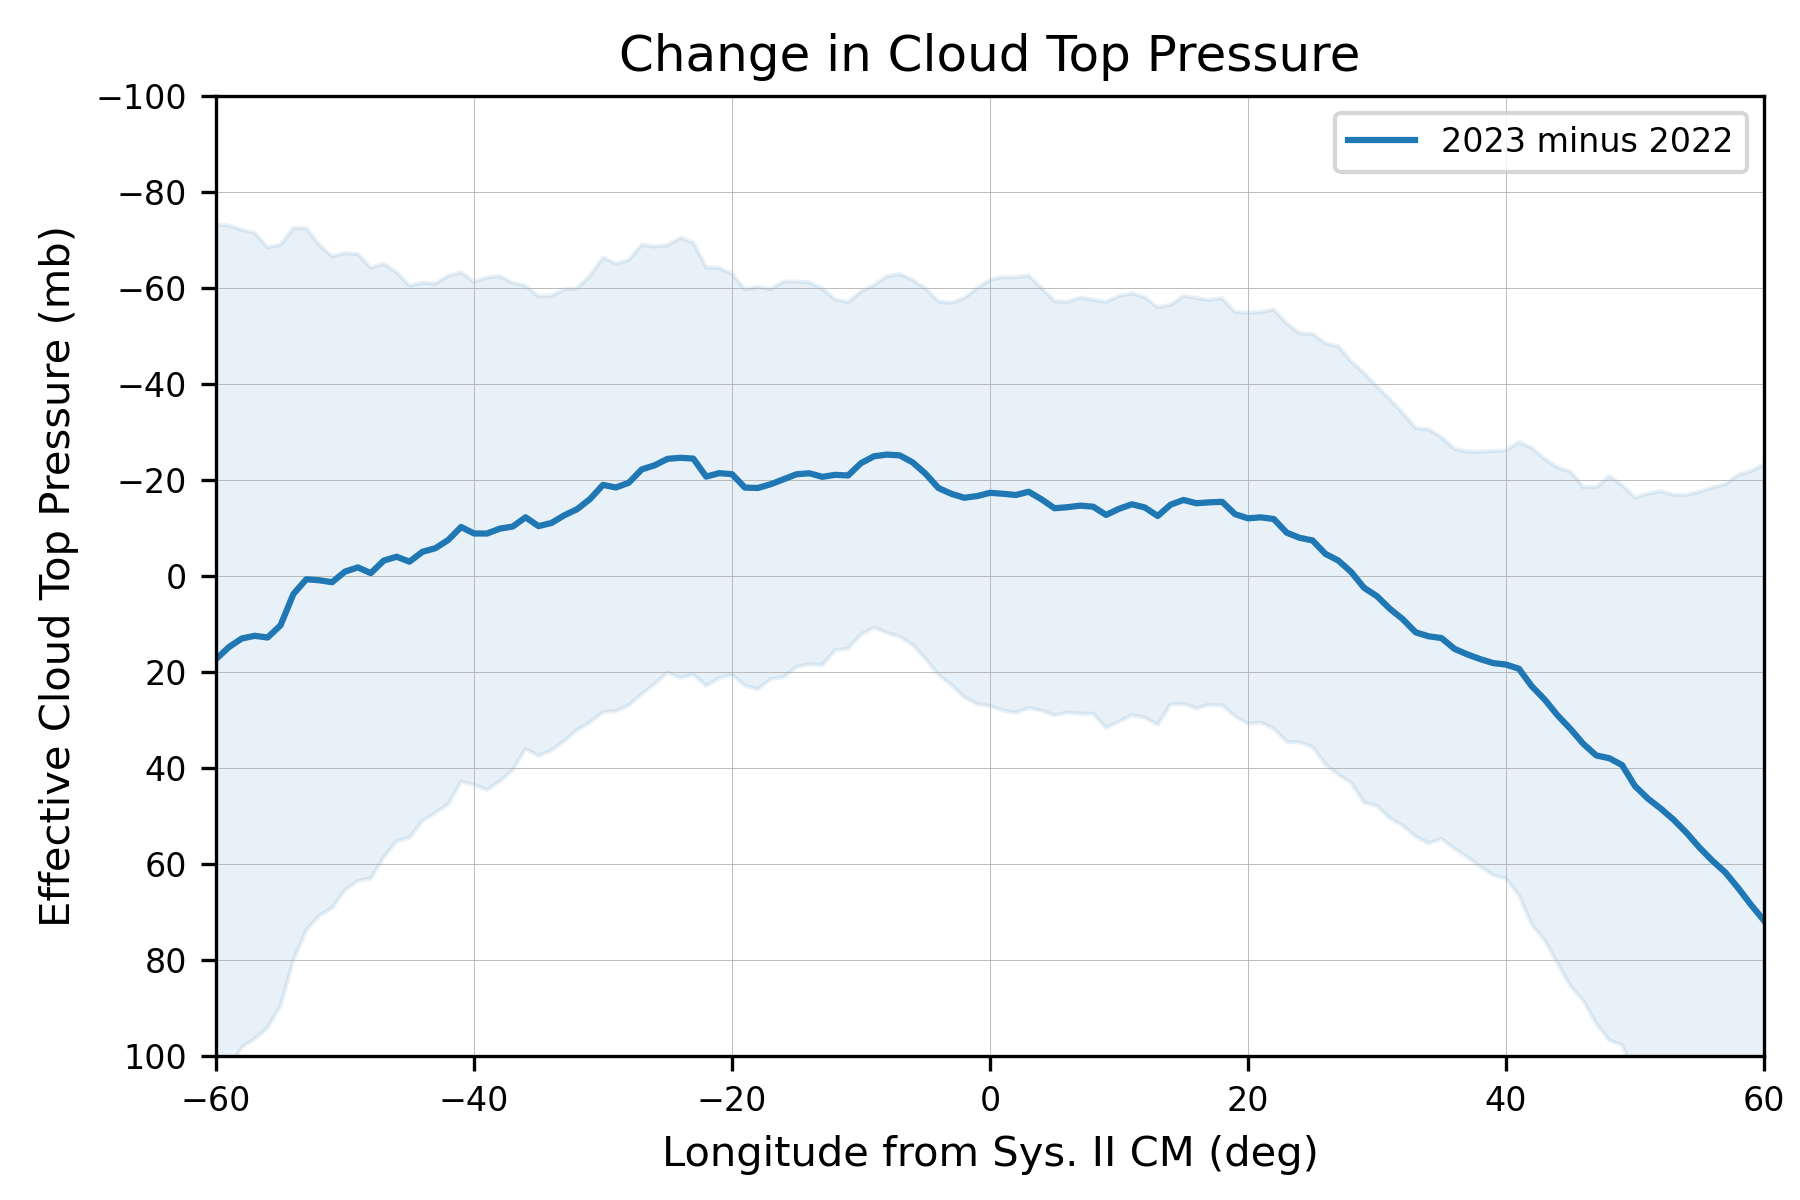 Change in Cloud Top Pressure
2023 minus 2022
Effective Cloud Top Pressure (mb)
−100
−80
−60
−40
−20
0
20
40
60
80
100
−60 −40 −20 0 20 40 60
Longitude from Sys. II CM (deg)